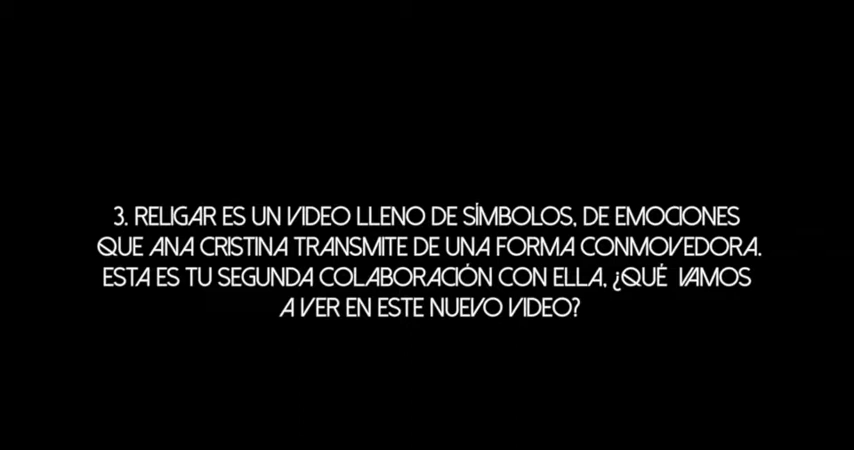 3. RELIGAR ES UN VIDEO LLENO DE SÍMBOLOS, DE EMOCIONES
QUE ANA CRISTINA TRANSMITE DE UNA FORMA CONMOVEDORA.
ESTA ES TU SEGUNDA COLABORACIÓN CON ELLA, ¿QUÉ VAMOS
A VER EN ESTE NUEVO VIDEO?